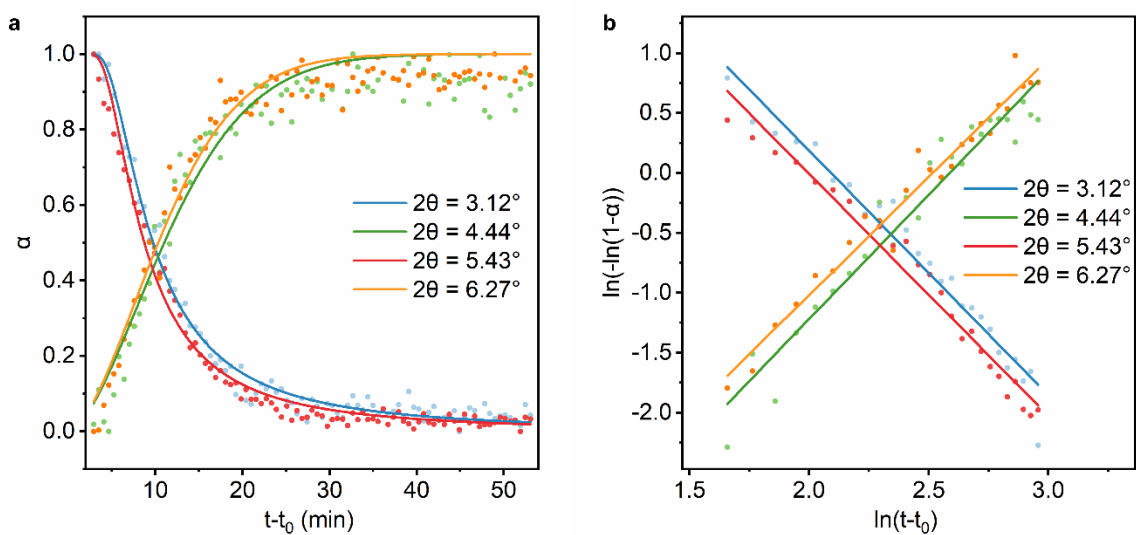 a
α
1.0
0.8
0.6
0.4
0.2
0.0
2θ = 3.12°
2θ = 4.44°
2θ = 5.43°
2θ = 6.27°
10 20 30 40 50
t-t₀ (min)
b
ln(-ln(1-α))
1.0
0.5
0.0
-0.5
-1.0
-1.5
-2.0
2θ = 3.12°
2θ = 4.44°
2θ = 5.43°
2θ = 6.27°
1.5 2.0 2.5 3.0
ln(t-t₀)